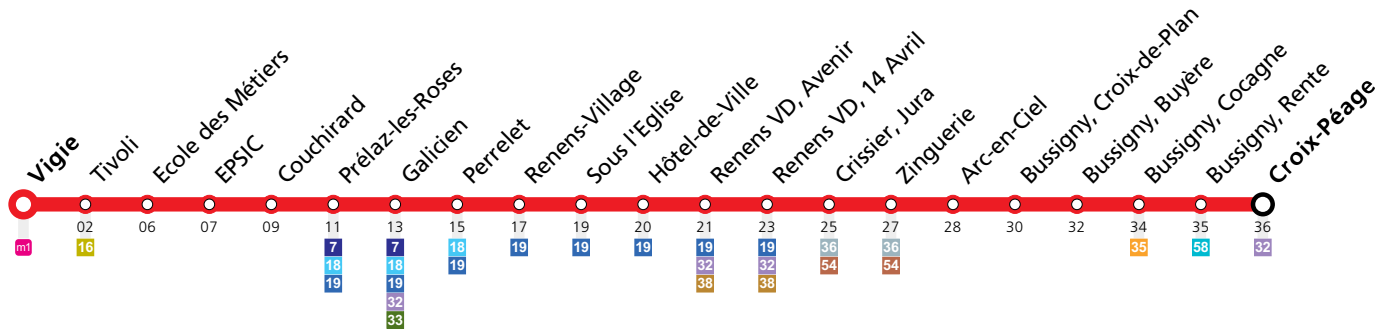 Vigie
Tivoli
Ecole des Métiers
EPSIC
Couchirard
Prélaz-les-Roses
Galicien
Perrelet
Renens-Village
Sous l'Eglise
Hôtel-de-Ville
Renens VD, Avenir
Renens VD, 14 Avril
Crissier, Jura
Zinguerie
Arc-en-Ciel
Bussigny, Croix-de-Plan
Bussigny, Buyère
Bussigny, Cocagne
Bussigny, Rente
Croix-Péage
02 06 07 09 11 13 15 17 19 20 21 23 25 27 28 30 32 34 35 36
m1 16 7 7 18 19 19 19 19 19 36 36 35 58 32
18 18 19 32 32 54 54
19 19 38 38
32
33